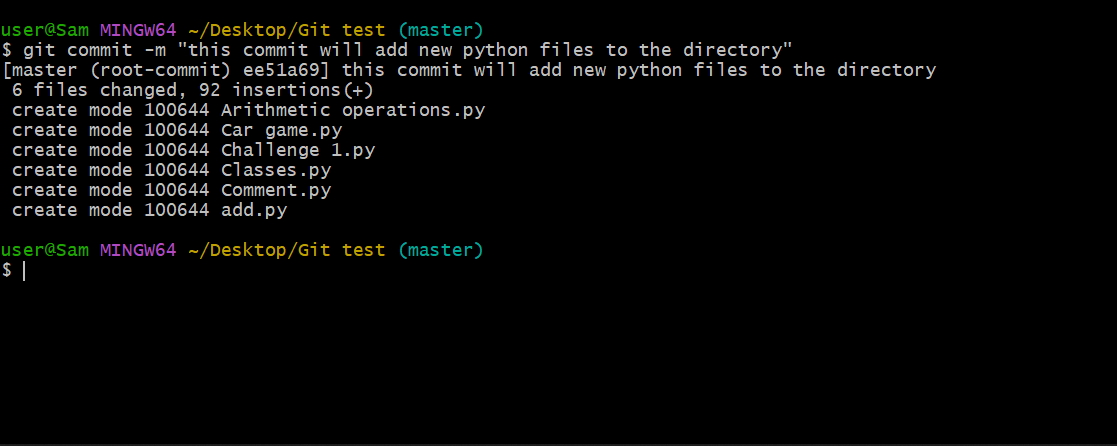 user@Sam MINGW64 ~/Desktop/Git test (master)
$ git commit -m "this commit will add new python files to the directory"
[master (root-commit) ee51a69] this commit will add new python files to the directory
 6 files changed, 92 insertions(+)
 create mode 100644 Arithmetic operations.py
 create mode 100644 Car game.py
 create mode 100644 Challenge 1.py
 create mode 100644 Classes.py
 create mode 100644 Comment.py
 create mode 100644 add.py
user@Sam MINGW64 ~/Desktop/Git test (master)
$